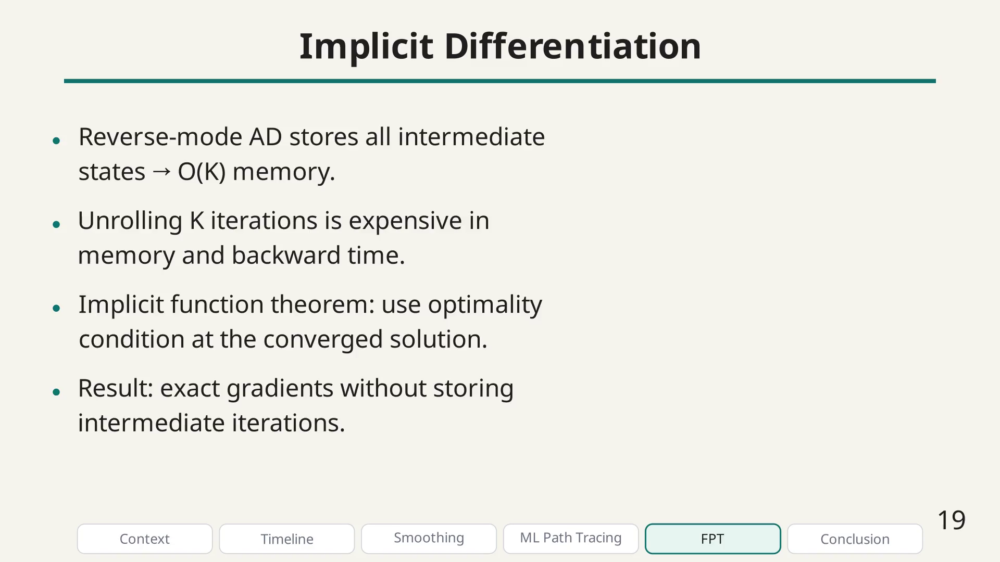 Implicit Differentiation
• Reverse-mode AD stores all intermediate
states → O(K) memory.
• Unrolling K iterations is expensive in
memory and backward time.
• Implicit function theorem: use optimality
condition at the converged solution.
• Result: exact gradients without storing
intermediate iterations.
19
Context
Timeline
Smoothing
ML Path Tracing
FPT
Conclusion